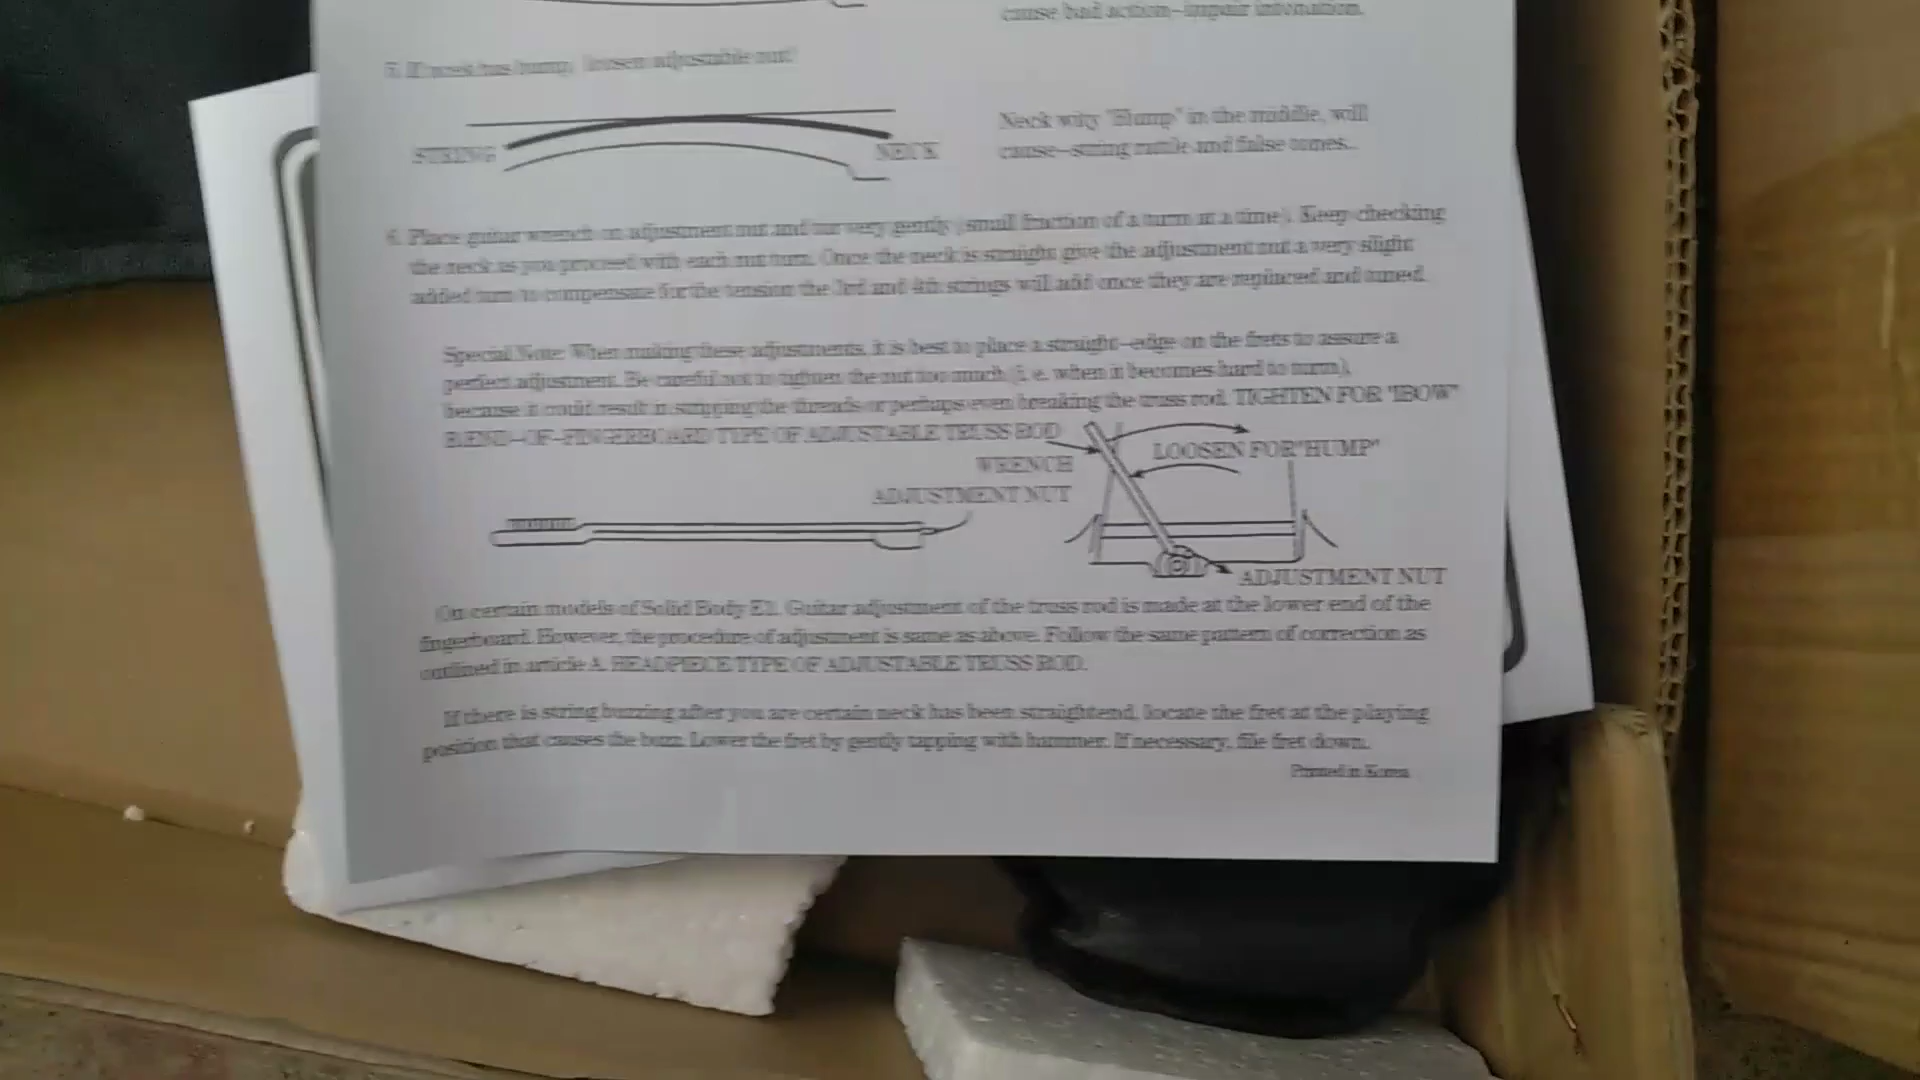 cause bad action-impair intonation.
5. If neck has hump, loosen adjustable nut!
STRING
NECK
Neck why "Hump" in the middle, will
cause-string rattle and false tones..
6. Place guitar wrench on adjustment nut and tur very gently (small fraction of a turn at a time). Keep checking
the neck as you proceed with each nut turn. Once the neck is straight give the adjustment nut a very slight
added turn to compensate for the tension the 3rd and 4th strings will add once they are replaced and tuned.
Special Note: When making these adjustments, it is best to place a straight-edge on the frets to assure a
perfect adjustment. Be careful not to tighten the nut too much (i. e. when it becomes hard to turn),
because it could result in stripping the threads or perhaps even breaking the truss rod. TIGHTEN FOR "BOW"
B.END-OF-FINGERBOARD TYPE OF ADJUSTABLE TRUSS ROD
LOOSEN FOR"HUMP"
WRENCH
ADJUSTMENT NUT
ADJUSTMENT NUT
On certain models of Solid Body El. Guitar adjustment of the truss rod is made at the lower end of the
fingerboard. However, the procedure of adjustment is same as above. Follow the same pattern of correction as
outlined in article A. HEADPIECE TYPE OF ADJUSTABLE TRUSS ROD.
If there is string buzzing after you are certain neck has been straightend, locate the fret at the playing
position that causes the buzz. Lower the fret by gently tapping with hammer. If necessary, file fret down.
Printed in Korea